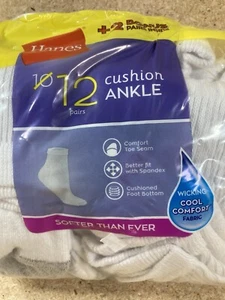 +2 BONUS
PAIRS INSIDE
Hanes
10 12 cushion
ANKLE
pairs
Comfort
Toe Seam
Better fit
with Spandex
Cushioned
Foot Bottom
WICKING
COOL
COMFORT
FABRIC
SOFTER THAN EVER